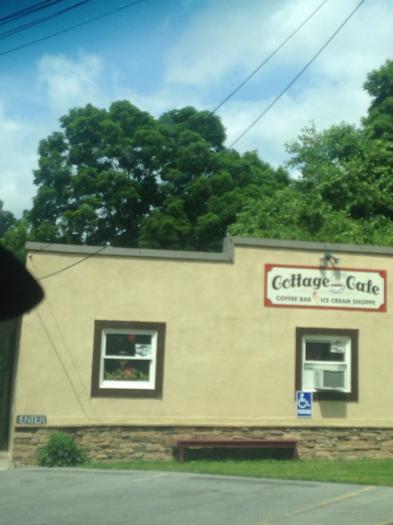 Cottage Cafe
COFFEE BAR ICE CREAM SHOPPE
ENTER